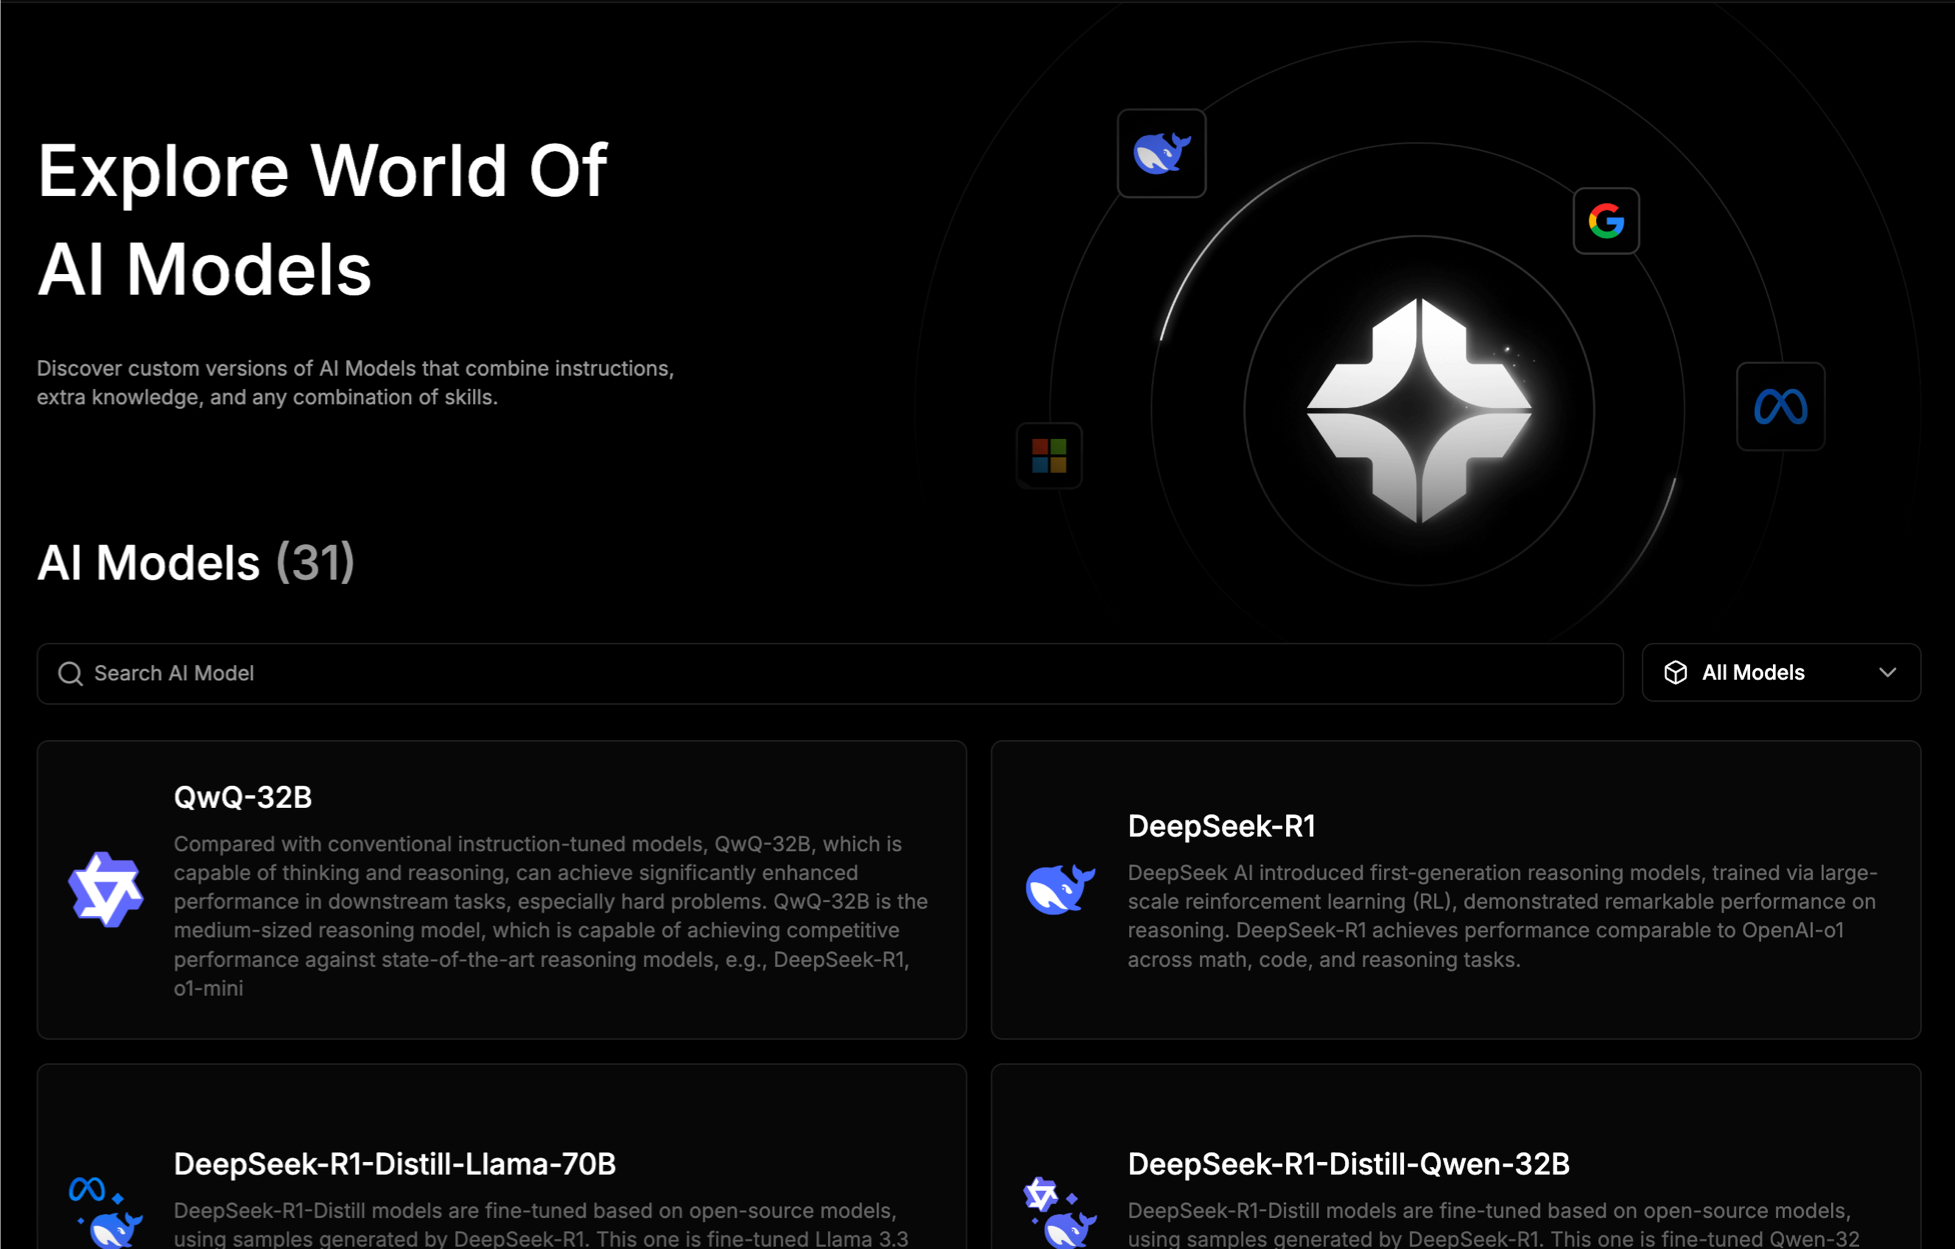 Explore World Of
AI Models
Discover custom versions of AI Models that combine instructions,
extra knowledge, and any combination of skills.
AI Models (31)
Search AI Model
All Models
QwQ-32B
Compared with conventional instruction-tuned models, QwQ-32B, which is
capable of thinking and reasoning, can achieve significantly enhanced
performance in downstream tasks, especially hard problems. QwQ-32B is the
medium-sized reasoning model, which is capable of achieving competitive
performance against state-of-the-art reasoning models, e.g., DeepSeek-R1,
o1-mini
DeepSeek-R1
DeepSeek AI introduced first-generation reasoning models, trained via large-
scale reinforcement learning (RL), demonstrated remarkable performance on
reasoning. DeepSeek-R1 achieves performance comparable to OpenAI-o1
across math, code, and reasoning tasks.
DeepSeek-R1-Distill-Llama-70B
DeepSeek-R1-Distill models are fine-tuned based on open-source models,
using samples generated by DeepSeek-R1. This one is fine-tuned Llama 3.3
DeepSeek-R1-Distill-Qwen-32B
DeepSeek-R1-Distill models are fine-tuned based on open-source models,
using samples generated by DeepSeek-R1. This one is fine-tuned Qwen-32